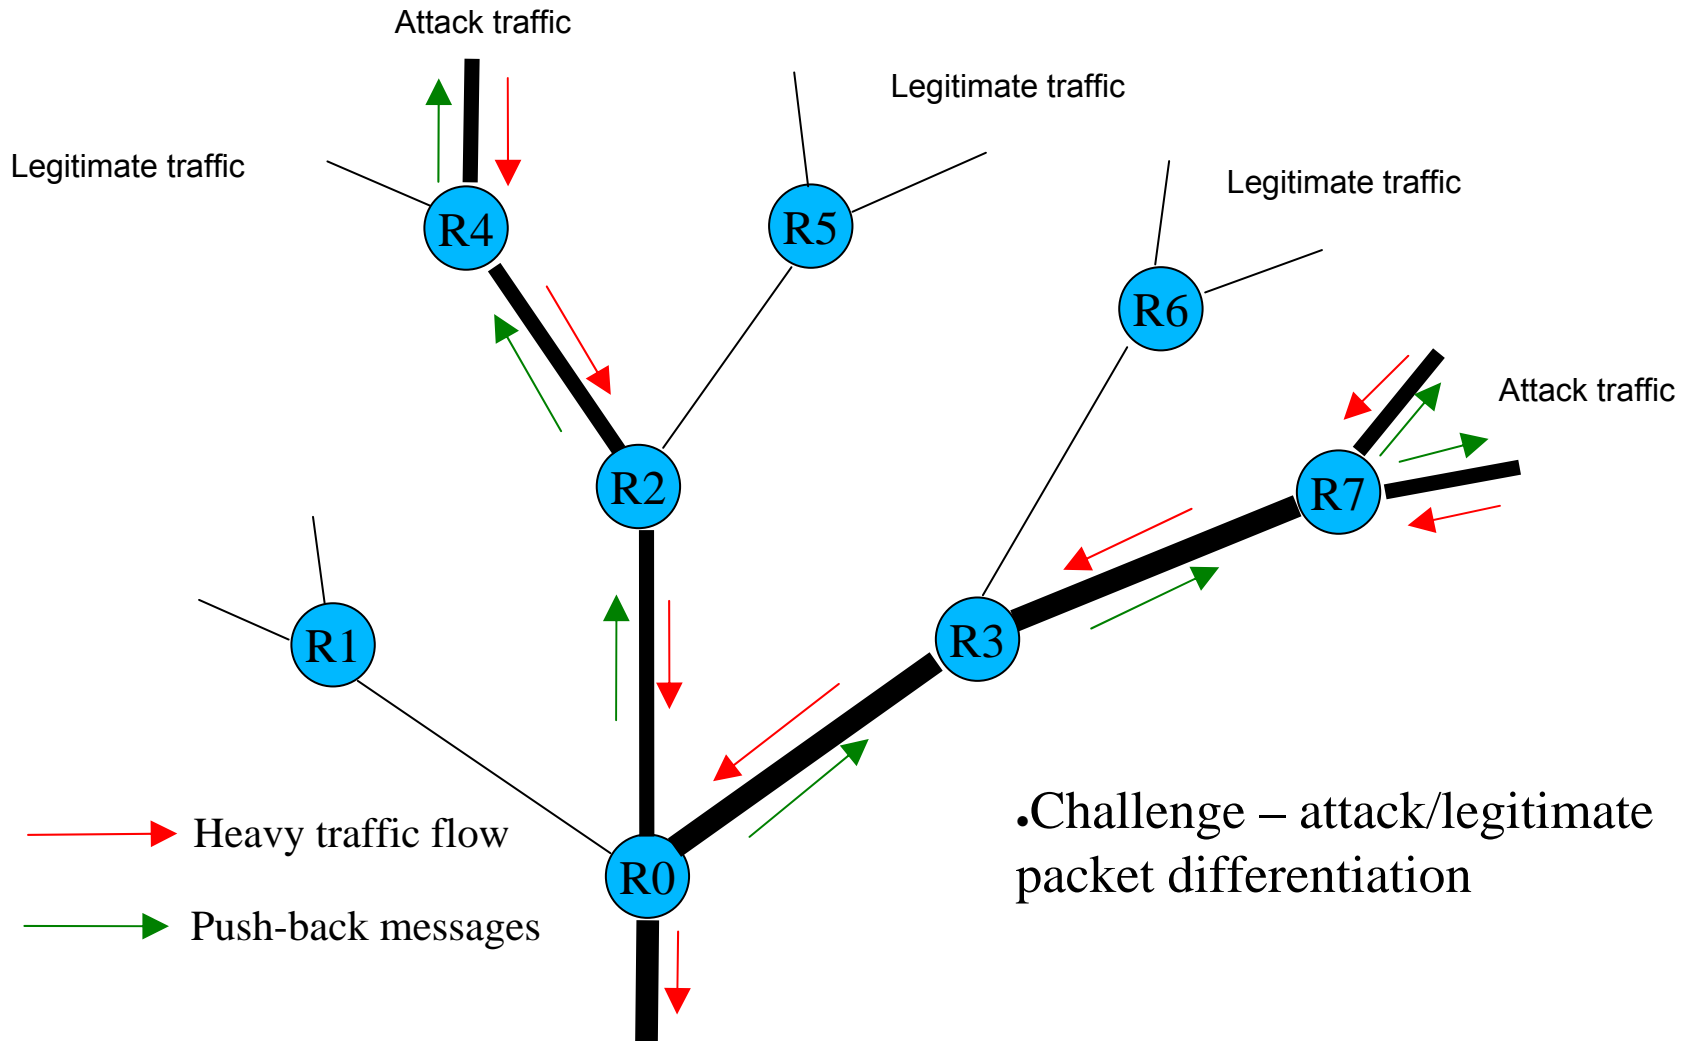 Attack traffic
Legitimate traffic
Legitimate traffic
Legitimate traffic
R4
R5
R6
Attack traffic
R2
R7
R1
R3
•Challenge – attack/legitimate
packet differentiation
Heavy traffic flow
R0
Push-back messages